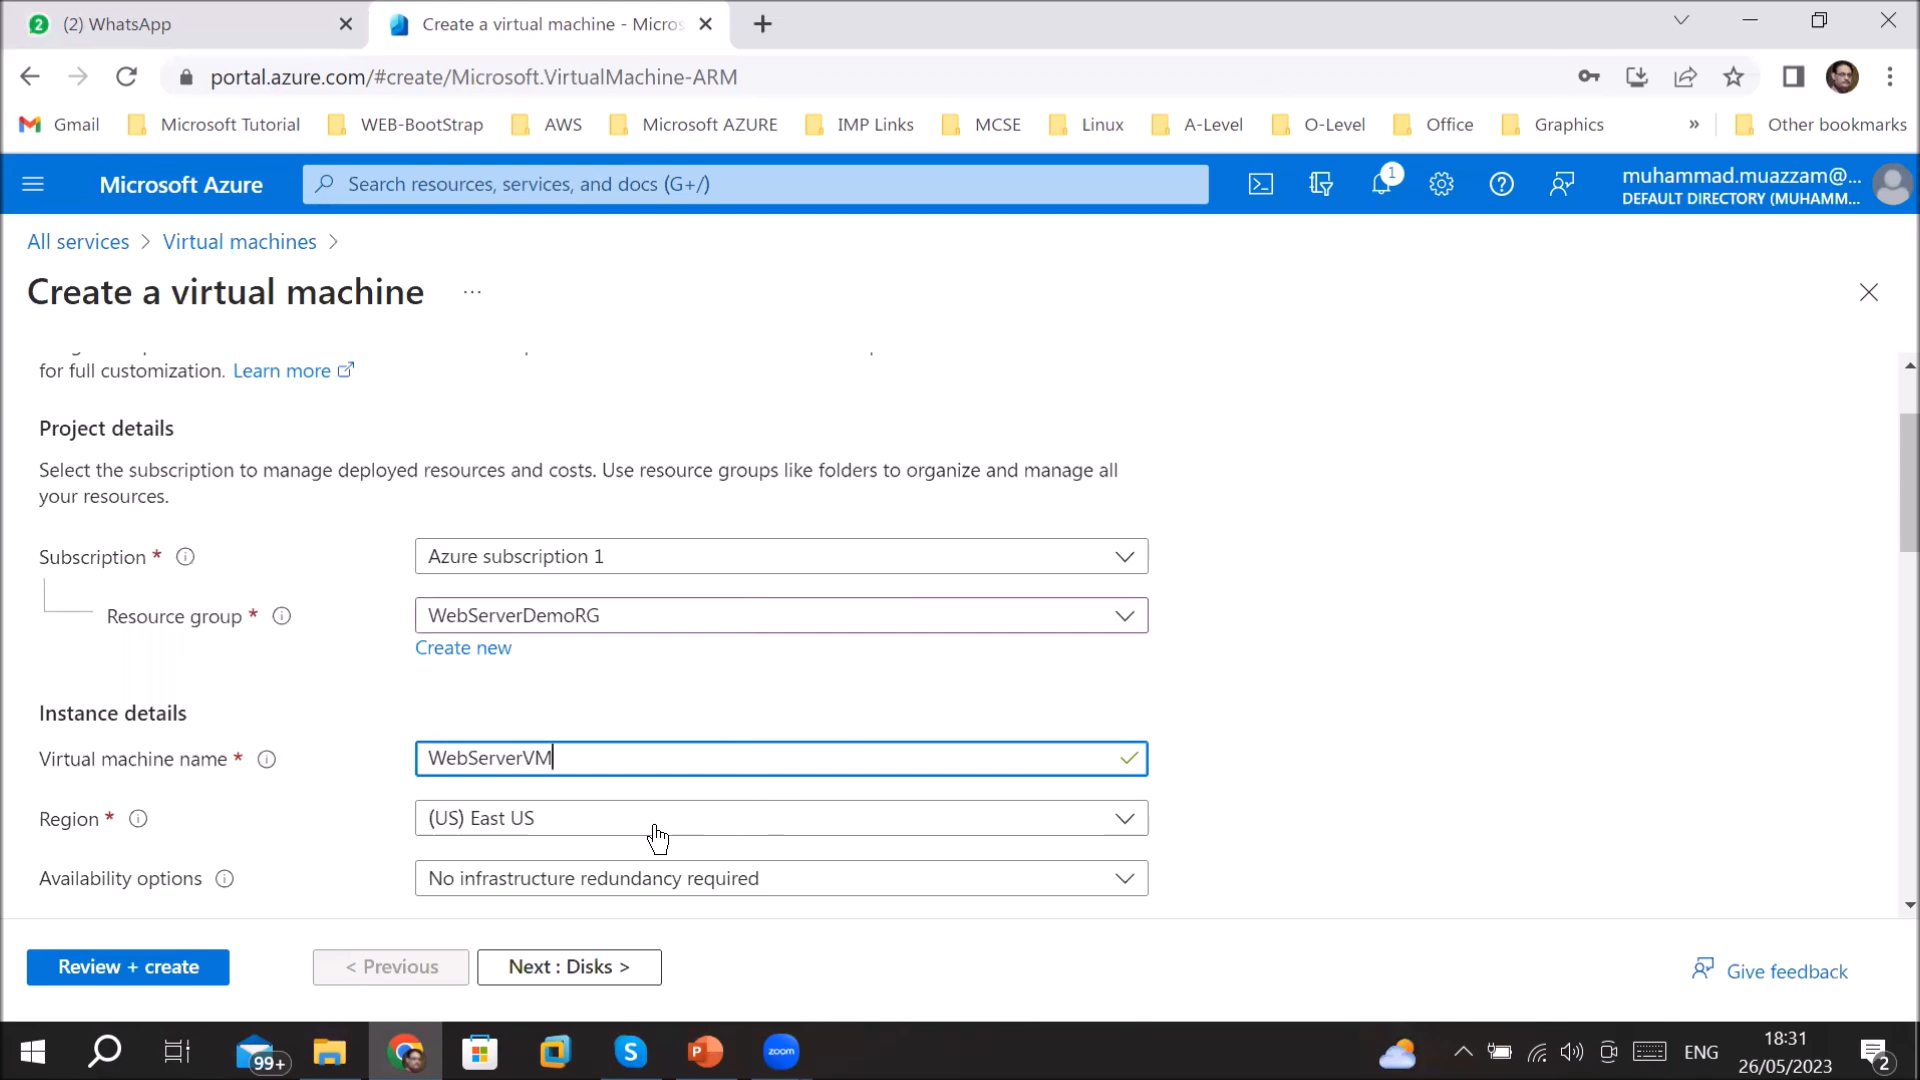 2 (2) WhatsApp
Create a virtual machine - Micros
portal.azure.com/#create/Microsoft.VirtualMachine-ARM
Gmail Microsoft Tutorial WEB-BootStrap AWS Microsoft AZURE IMP Links MCSE Linux A-Level O-Level Office Graphics » Other bookmarks
Microsoft Azure Search resources, services, and docs (G+/) 1 muhammad.muazzam@...
DEFAULT DIRECTORY (MUHAMM...
All services > Virtual machines >
Create a virtual machine ...
for full customization. Learn more
Project details
Select the subscription to manage deployed resources and costs. Use resource groups like folders to organize and manage all
your resources.
Subscription * Azure subscription 1
Resource group * WebServerDemoRG
Create new
Instance details
Virtual machine name * WebServerVM
Region * (US) East US
Availability options No infrastructure redundancy required
Review + create < Previous Next : Disks > Give feedback
99+ S P zoom ENG 18:31
26/05/2023 2